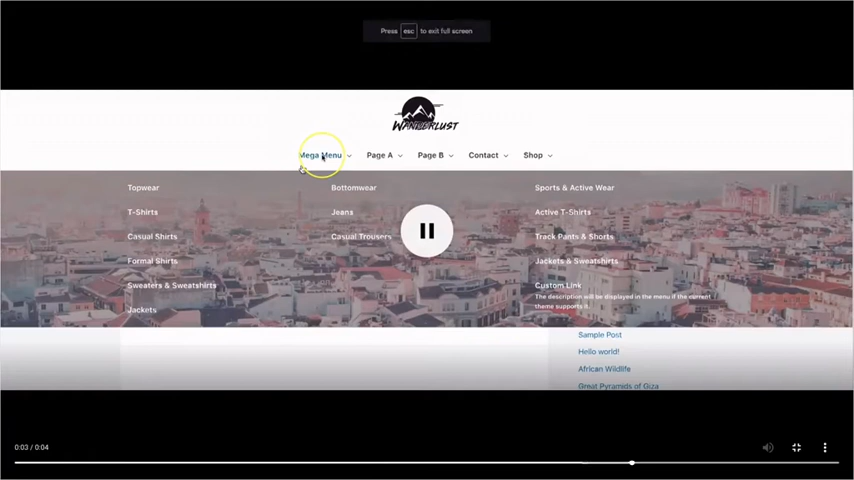 Press esc to exit full screen
WANDERLUST
Mega Menu Page A Page B Contact Shop
Topwear Bottomwear Sports & Active Wear
T-Shirts Jeans Active T-Shirts
Casual Shirts Casual Trousers Track Pants & Shorts
Formal Shirts Jackets & Sweatshirts
Sweaters & Sweatshirts Custom Link
The description will be displayed in the menu if the current
theme supports it.
Jackets
Sample Post
Hello world!
African Wildlife
Great Pyramids of Giza
0:03 / 0:04